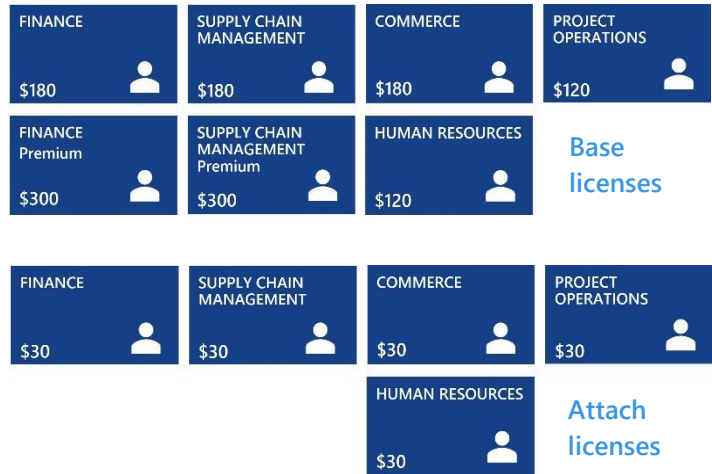 FINANCE
$180
SUPPLY CHAIN
MANAGEMENT
$180
COMMERCE
$180
PROJECT
OPERATIONS
$120
FINANCE
Premium
$300
SUPPLY CHAIN
MANAGEMENT
Premium
$300
HUMAN RESOURCES
$120
Base
licenses
FINANCE
$30
SUPPLY CHAIN
MANAGEMENT
$30
COMMERCE
$30
PROJECT
OPERATIONS
$30
HUMAN RESOURCES
$30
Attach
licenses